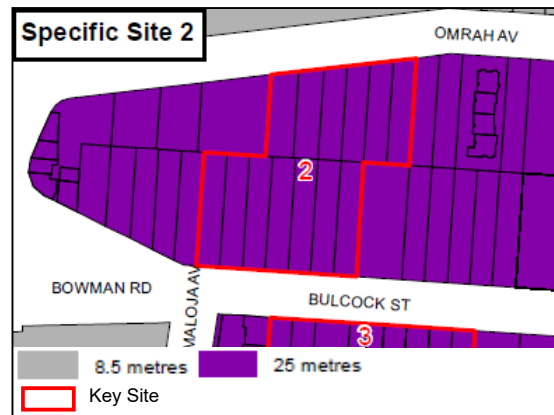 Specific Site 2
OMRAH AV
2
BOWMAN RD
MALOJA AV
BULCOCK ST
3
8.5 metres
25 metres
Key Site